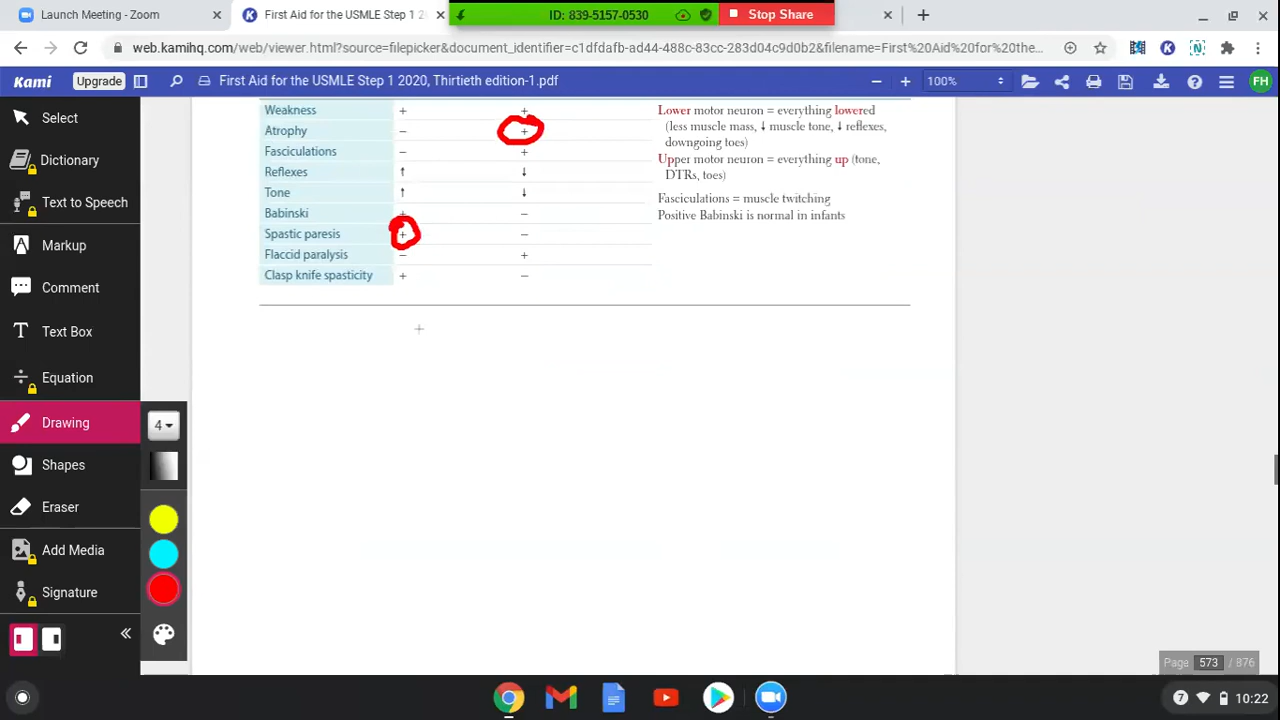 Launch Meeting - Zoom
First Aid for the USMLE Step 1 20
ID: 839-5157-0530
Stop Share
web.kamihq.com/web/viewer.html?source=filepicker&document_identifier=c1dfdafb-ad44-488c-83cc-283d04c9d0b2&filename=First%20Aid%20for%20the...
Kami
Upgrade
First Aid for the USMLE Step 1 2020, Thirtieth edition-1.pdf
100%
FH
Select
Dictionary
Text to Speech
Markup
Comment
Text Box
Equation
Drawing
Shapes
Eraser
Add Media
Signature
4
Weakness + +
Atrophy – +
Fasciculations – +
Reflexes ↑ ↓
Tone ↑ ↓
Babinski + –
Spastic paresis + –
Flaccid paralysis – +
Clasp knife spasticity + –
Lower motor neuron = everything lowered
(less muscle mass, ↓ muscle tone, ↓ reflexes,
downgoing toes)
Upper motor neuron = everything up (tone,
DTRs, toes)
Fasciculations = muscle twitching
Positive Babinski is normal in infants
Page 573 / 876
7
10:22